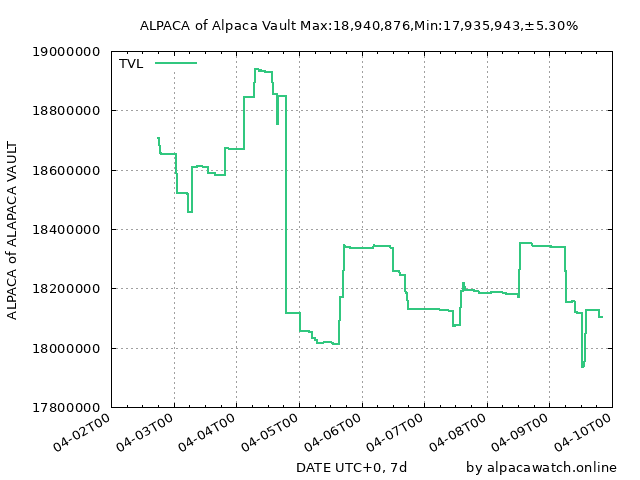 ALPACA of Alpaca Vault Max:18,940,876,Min:17,935,943,±5.30%
19000000
TVL
18800000
18600000
18400000
18200000
18000000
17800000
ALPACA of ALAPACA VAULT
04-02T00
04-03T00
04-04T00
04-05T00
04-06T00
04-07T00
04-08T00
04-09T00
04-10T00
DATE UTC+0, 7d
by alpacawatch.online